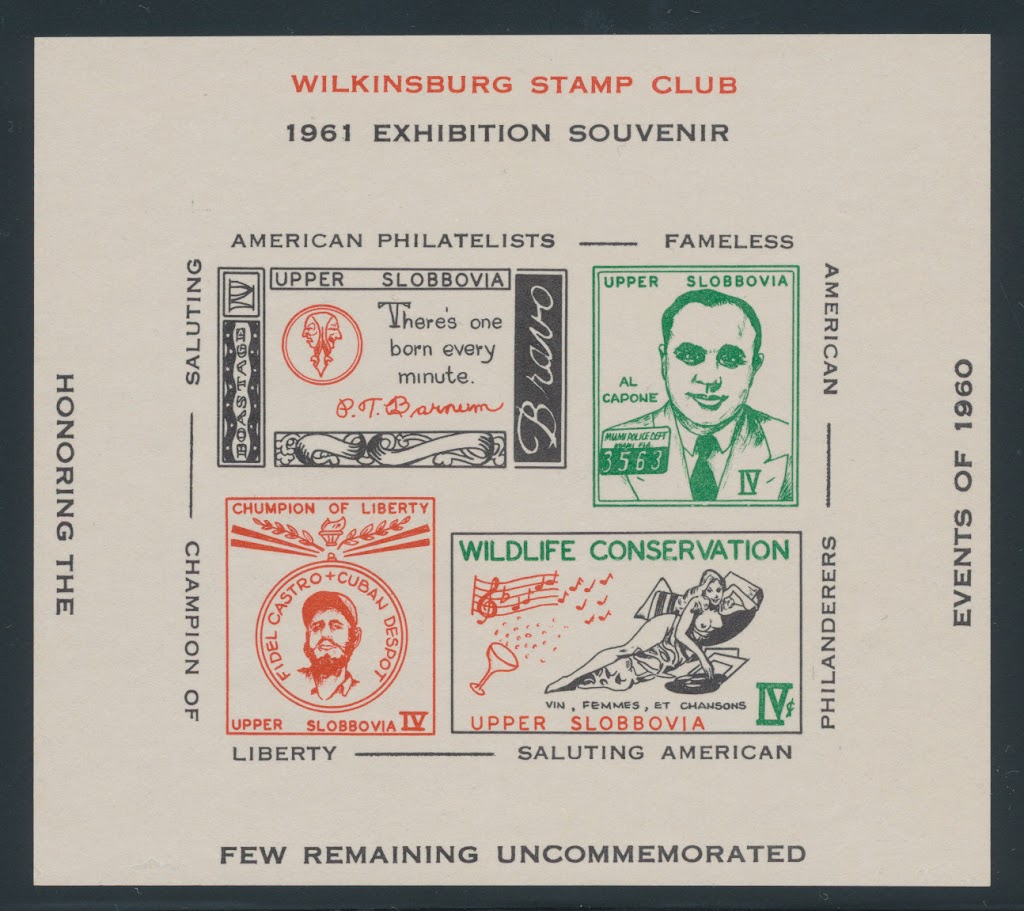 WILKINSBURG STAMP CLUB
1961 EXHIBITION SOUVENIR
HONORING THE
FEW REMAINING UNCOMMEMORATED
EVENTS OF 1960
SALUTING
AMERICAN PHILATELISTS — FAMELESS
AMERICAN — PHILANDERERS
CHAMPION OF
LIBERTY — SALUTING AMERICAN
IV
BOASTAGE
UPPER SLOBBOVIA
There's one
born every
minute.
P.T. Barnum
Bravo
UPPER SLOBBOVIA
AL
CAPONE
MIAMI FLA
3563
IV
CHUMPION OF LIBERTY
FIDEL CASTRO + CUBAN DESPOT
UPPER SLOBBOVIA IV
WILDLIFE CONSERVATION
VIN, FEMMES, ET CHANSONS
UPPER SLOBBOVIA
IV¢